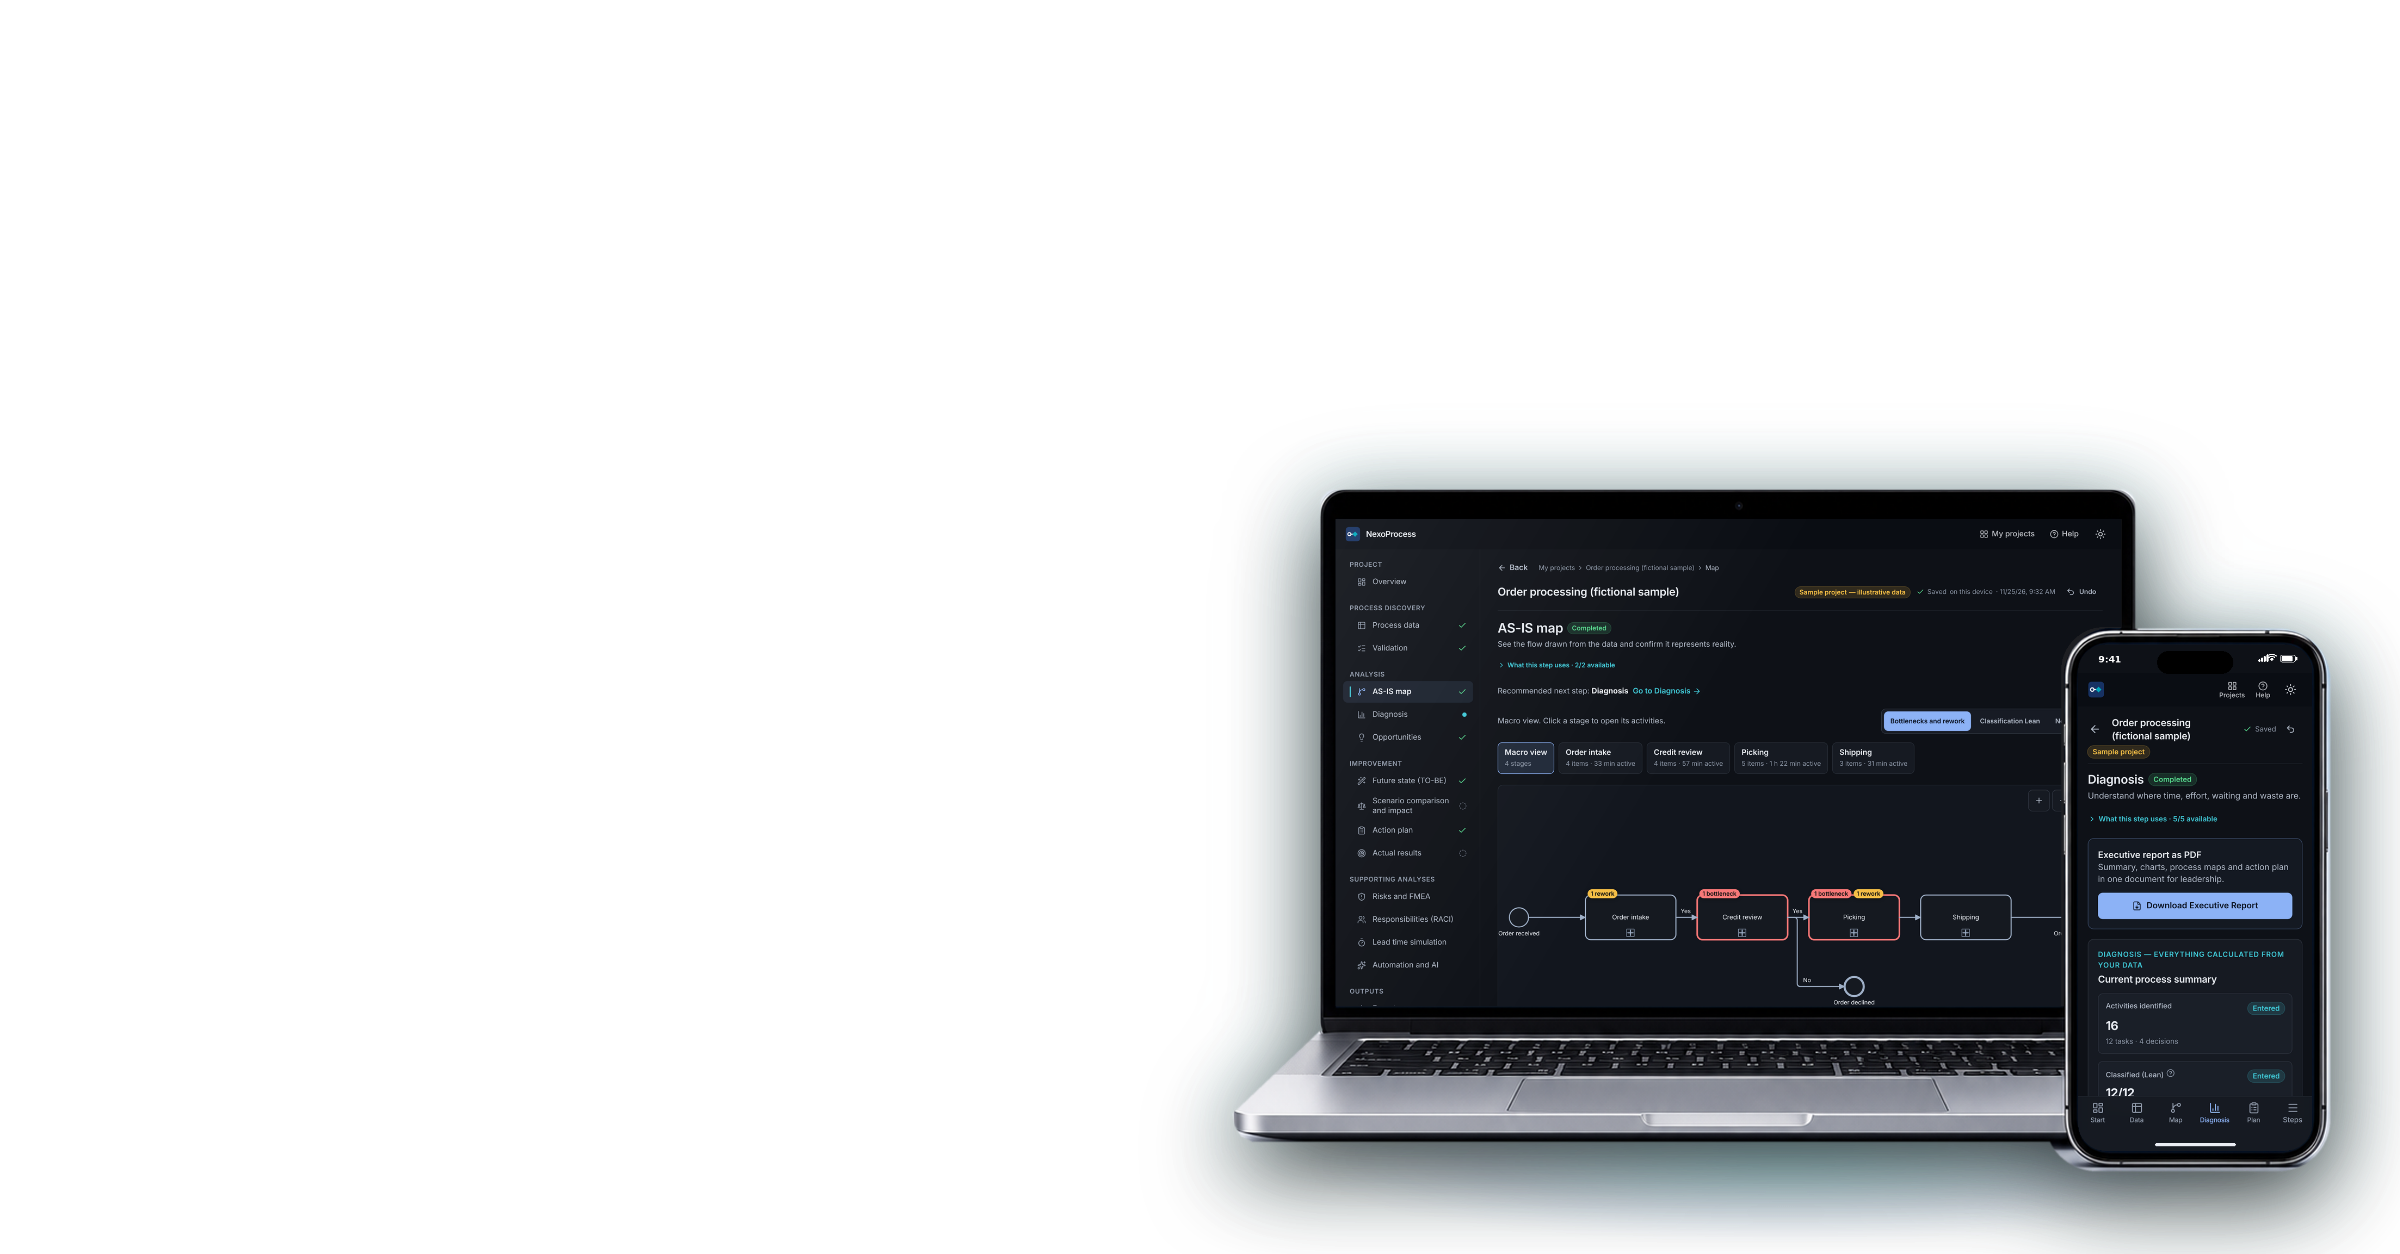 NexoProcess
My projects
Help
PROJECT
Overview
PROCESS DISCOVERY
Process data
Validation
ANALYSIS
AS-IS map
Diagnosis
Opportunities
IMPROVEMENT
Future state (TO-BE)
Scenario comparison
and impact
Action plan
Actual results
SUPPORTING ANALYSES
Risks and FMEA
Responsibilities (RACI)
Lead time simulation
Automation and AI
OUTPUTS
Back My projects › Order processing (fictional sample) › Map
Order processing (fictional sample)
Sample project — illustrative data
Saved on this device · 11/25/26, 9:32 AM
Undo
AS-IS map Completed
See the flow drawn from the data and confirm it represents reality.
What this step uses · 2/2 available
Recommended next step: Diagnosis Go to Diagnosis →
Macro view. Click a stage to open its activities.
Bottlenecks and rework
Classification Lean
Macro view
4 stages
Order intake
4 items · 33 min active
Credit review
4 items · 57 min active
Picking
5 items · 1 h 22 min active
Shipping
3 items · 31 min active
Order received
1 rework
Order intake
Yes
1 bottleneck
Credit review
Yes
1 bottleneck
1 rework
Picking
Shipping
No
Order declined
9:41
Projects
Help
Order processing
(fictional sample)
Saved
Sample project
Diagnosis Completed
Understand where time, effort, waiting and waste are.
What this step uses · 5/5 available
Executive report as PDF
Summary, charts, process maps and action plan
in one document for leadership.
Download Executive Report
DIAGNOSIS — EVERYTHING CALCULATED FROM
YOUR DATA
Current process summary
Activities identified
Entered
16
12 tasks · 4 decisions
Classified (Lean)
Entered
12/12
Start
Data
Map
Diagnosis
Plan
Steps